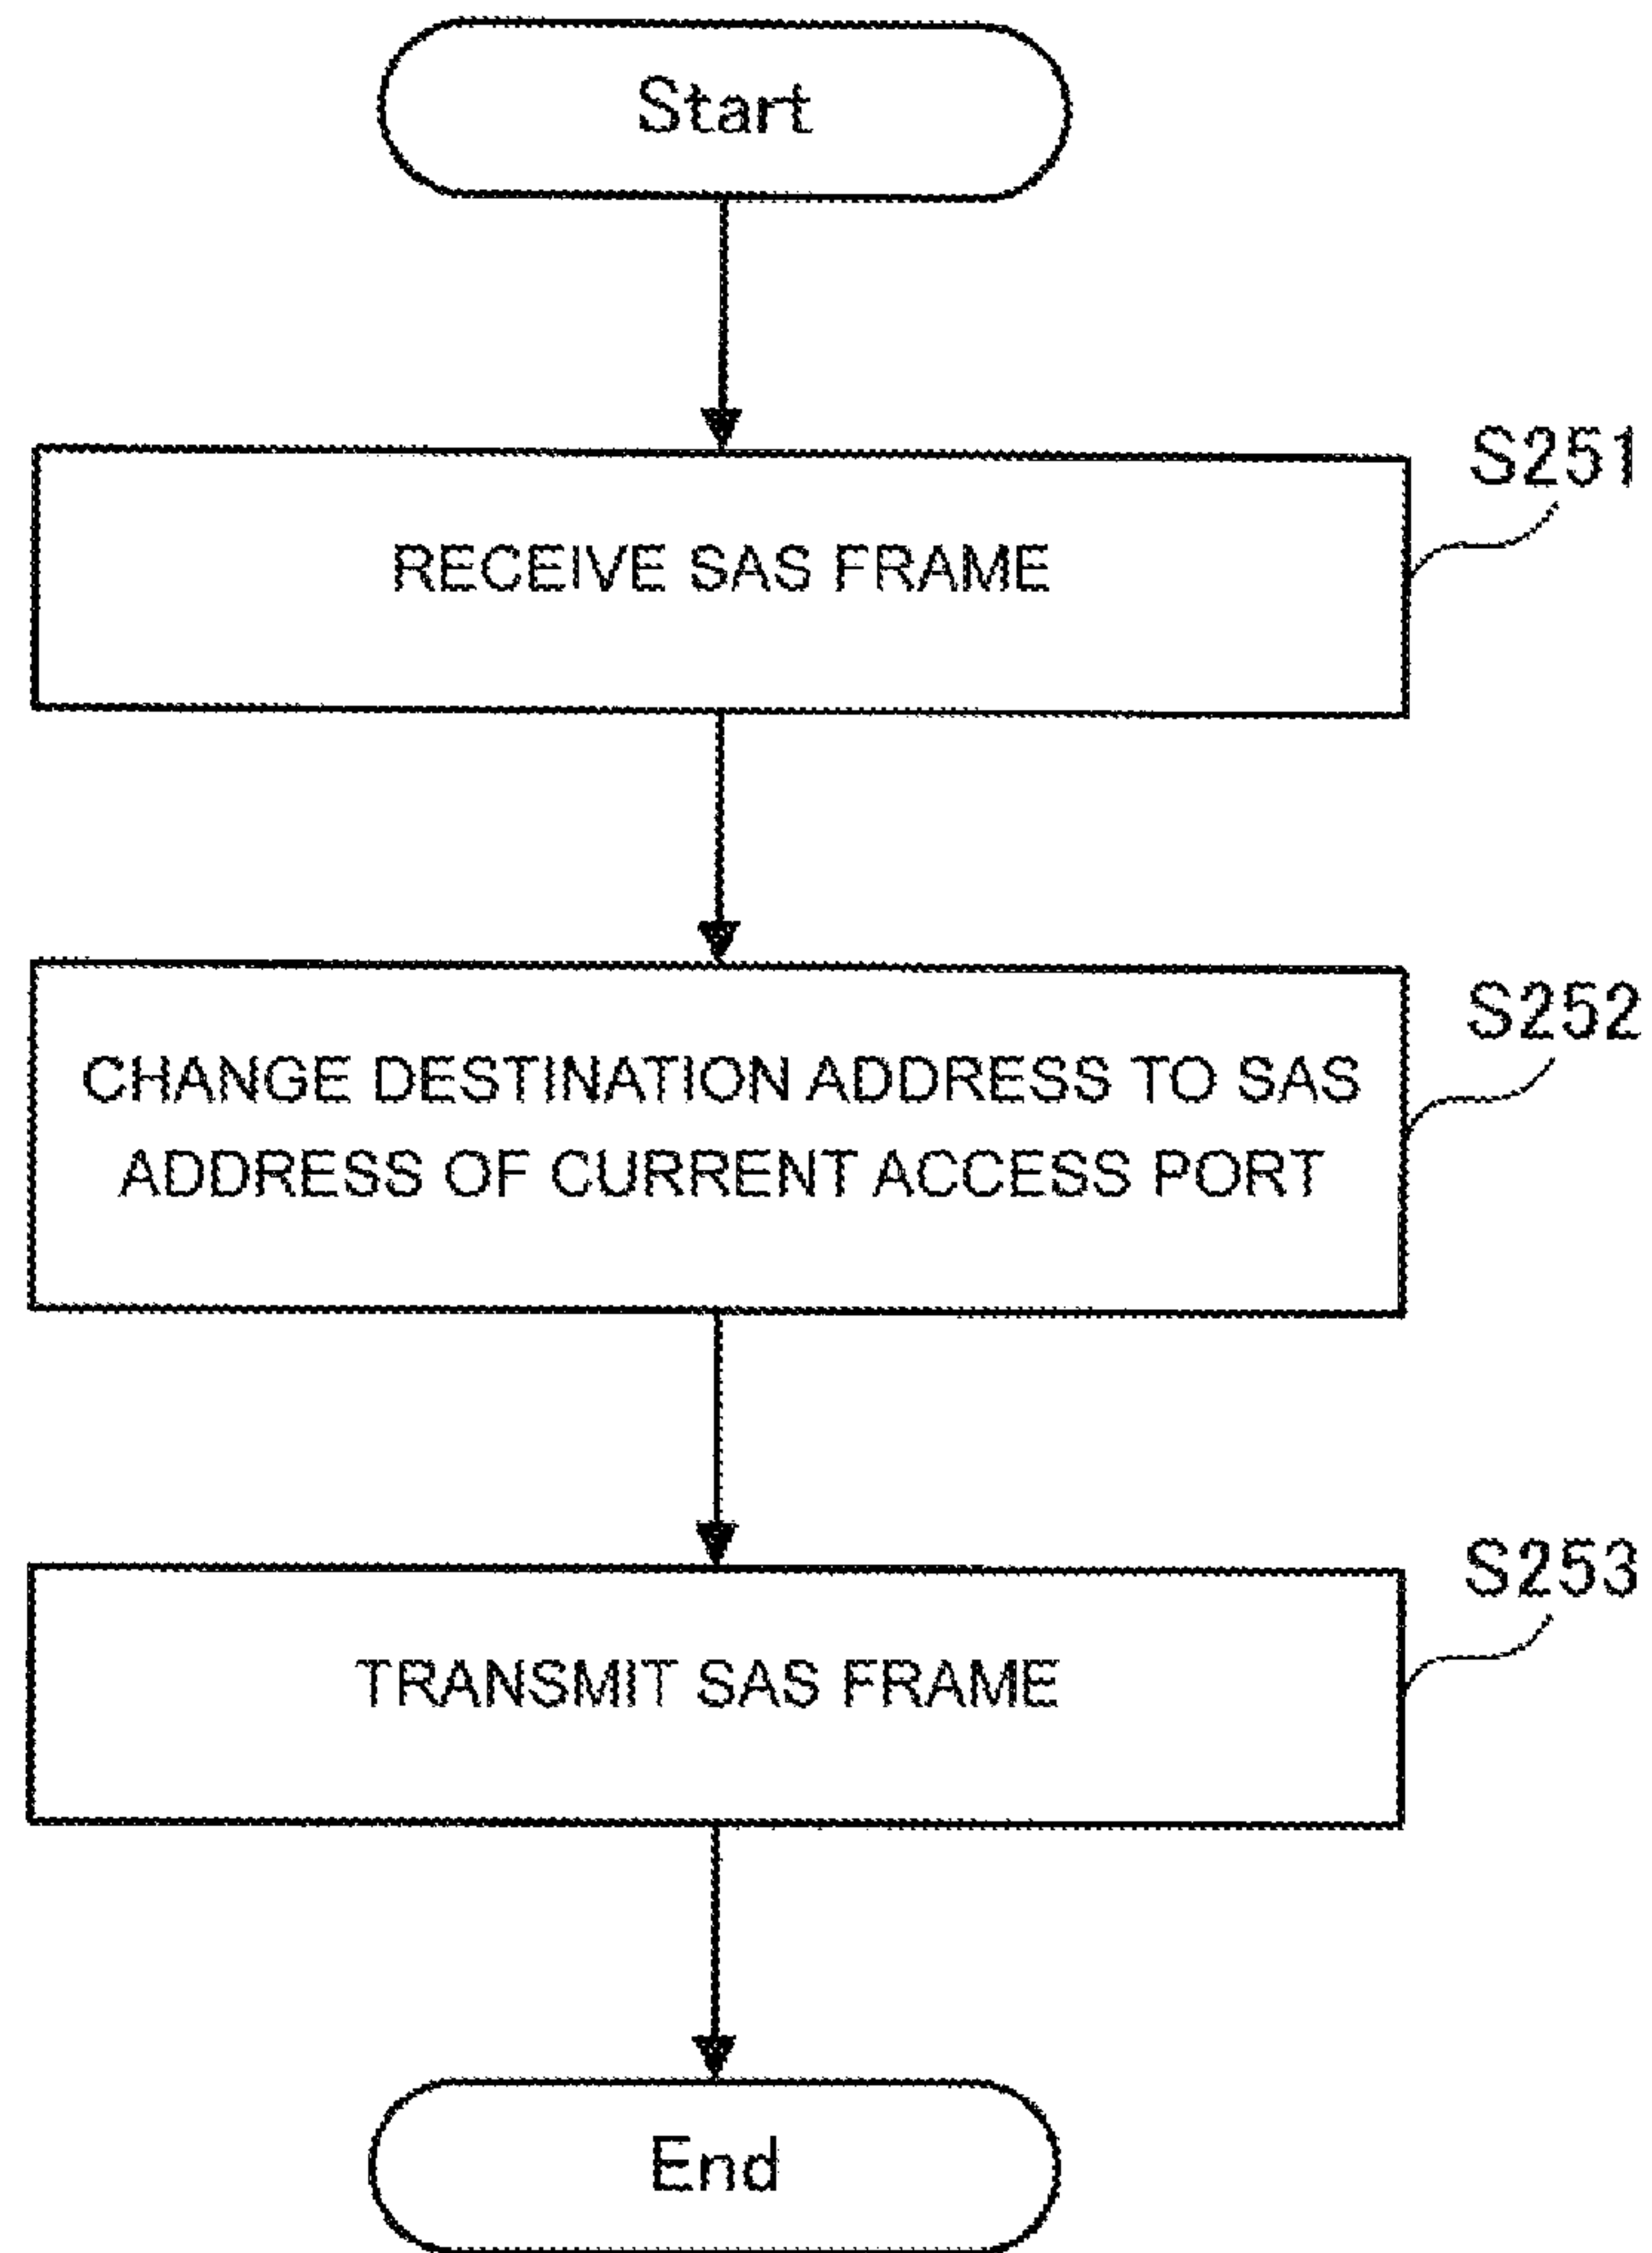 Start
S251
RECEIVE SAS FRAME
S252
CHANGE DESTINATION ADDRESS TO SAS
ADDRESS OF CURRENT ACCESS PORT
S253
TRANSMIT SAS FRAME
End